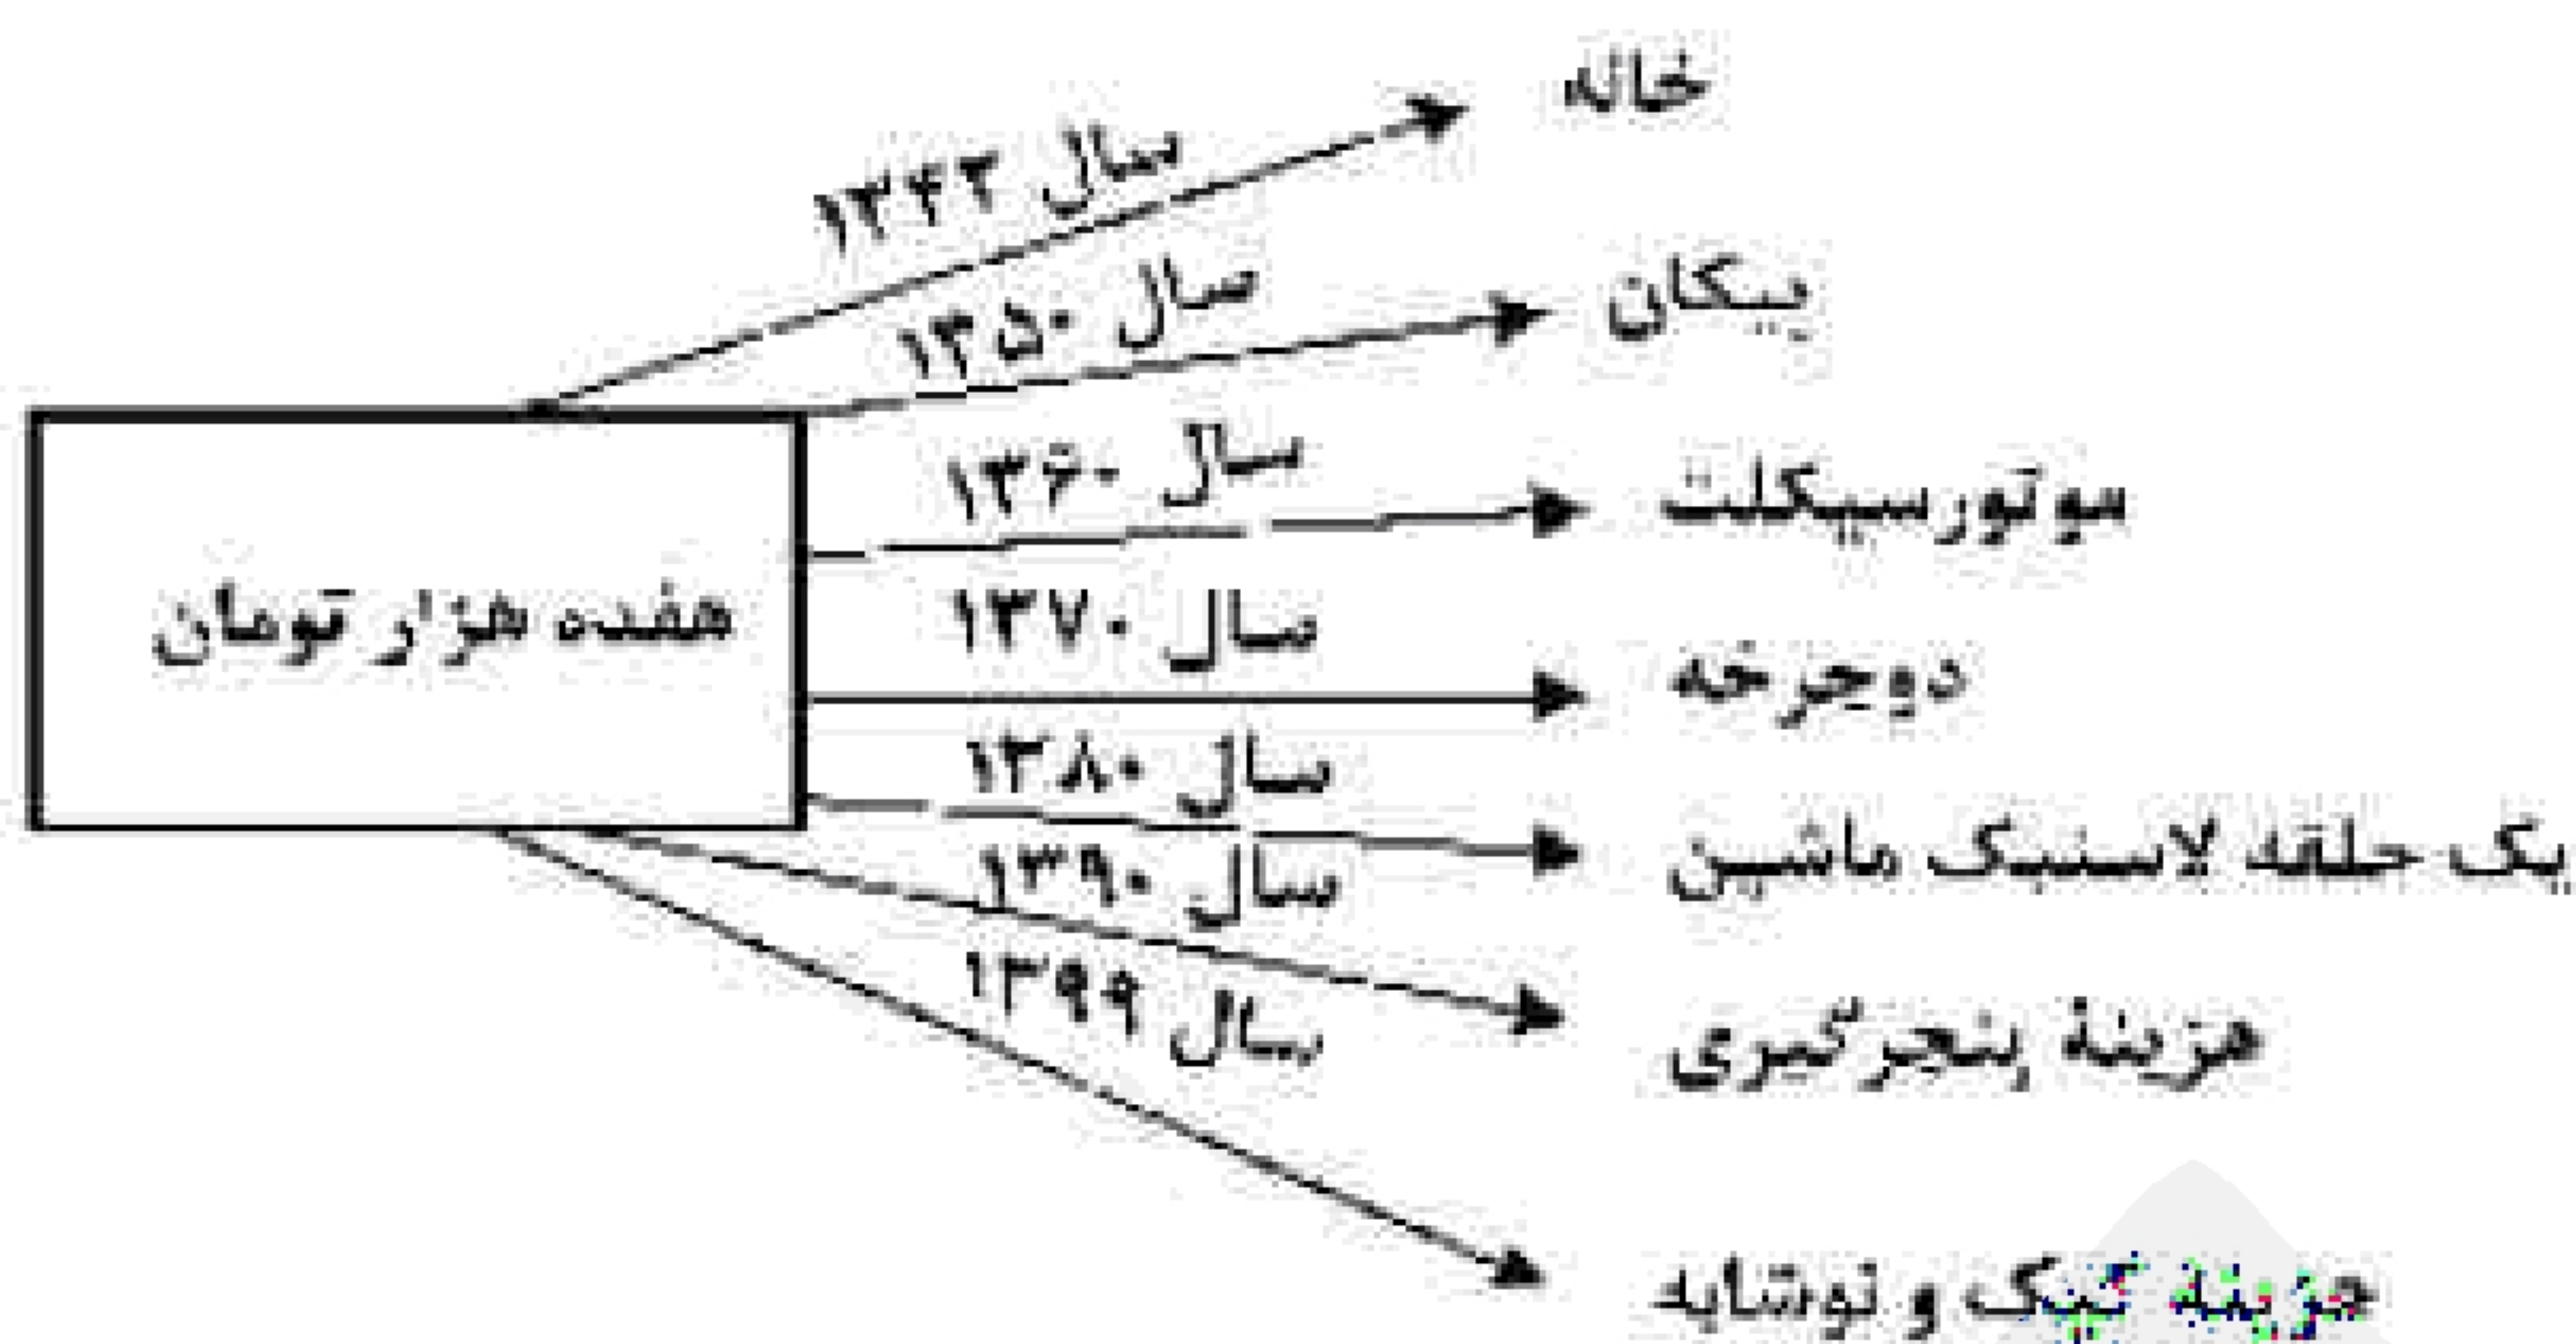 سال ۱۳۴۲ خانه
سال ۱۳۵۰ پیکان
سال ۱۳۶۰ موتورسیکلت
هفده هزار تومان
سال ۱۳۷۰ دوچرخه
سال ۱۳۸۰ یک حلقه لاستیک ماشین
سال ۱۳۹۰ هزینهٔ پنچرگیری
سال ۱۳۹۹ هزینه کیک و نوشابه